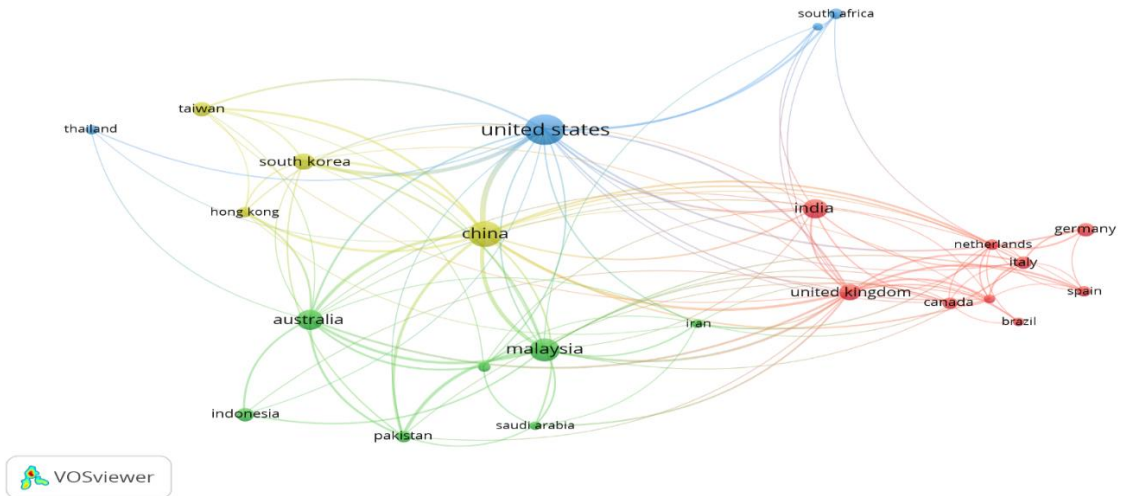 south africa
taiwan
thailand
united states
south korea
hong kong
india
china
germany
netherlands
italy
united kingdom
spain
canada
australia
iran
brazil
malaysia
indonesia
saudi arabia
pakistan
VOSviewer